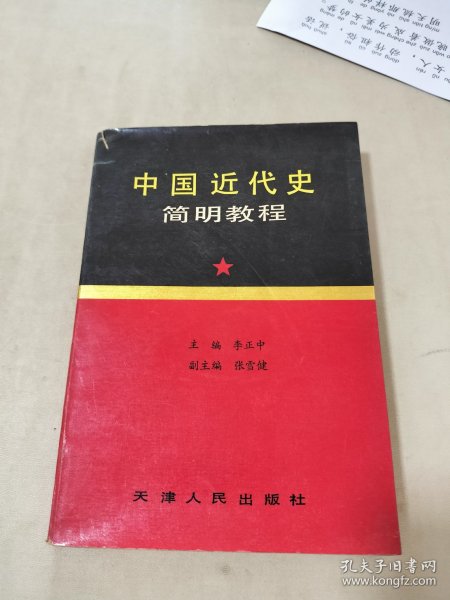 中国近代史
简明教程
主 编 李正中
副主编 张雪健
天津人民出版社
孔夫子旧书网
www.kongfz.com